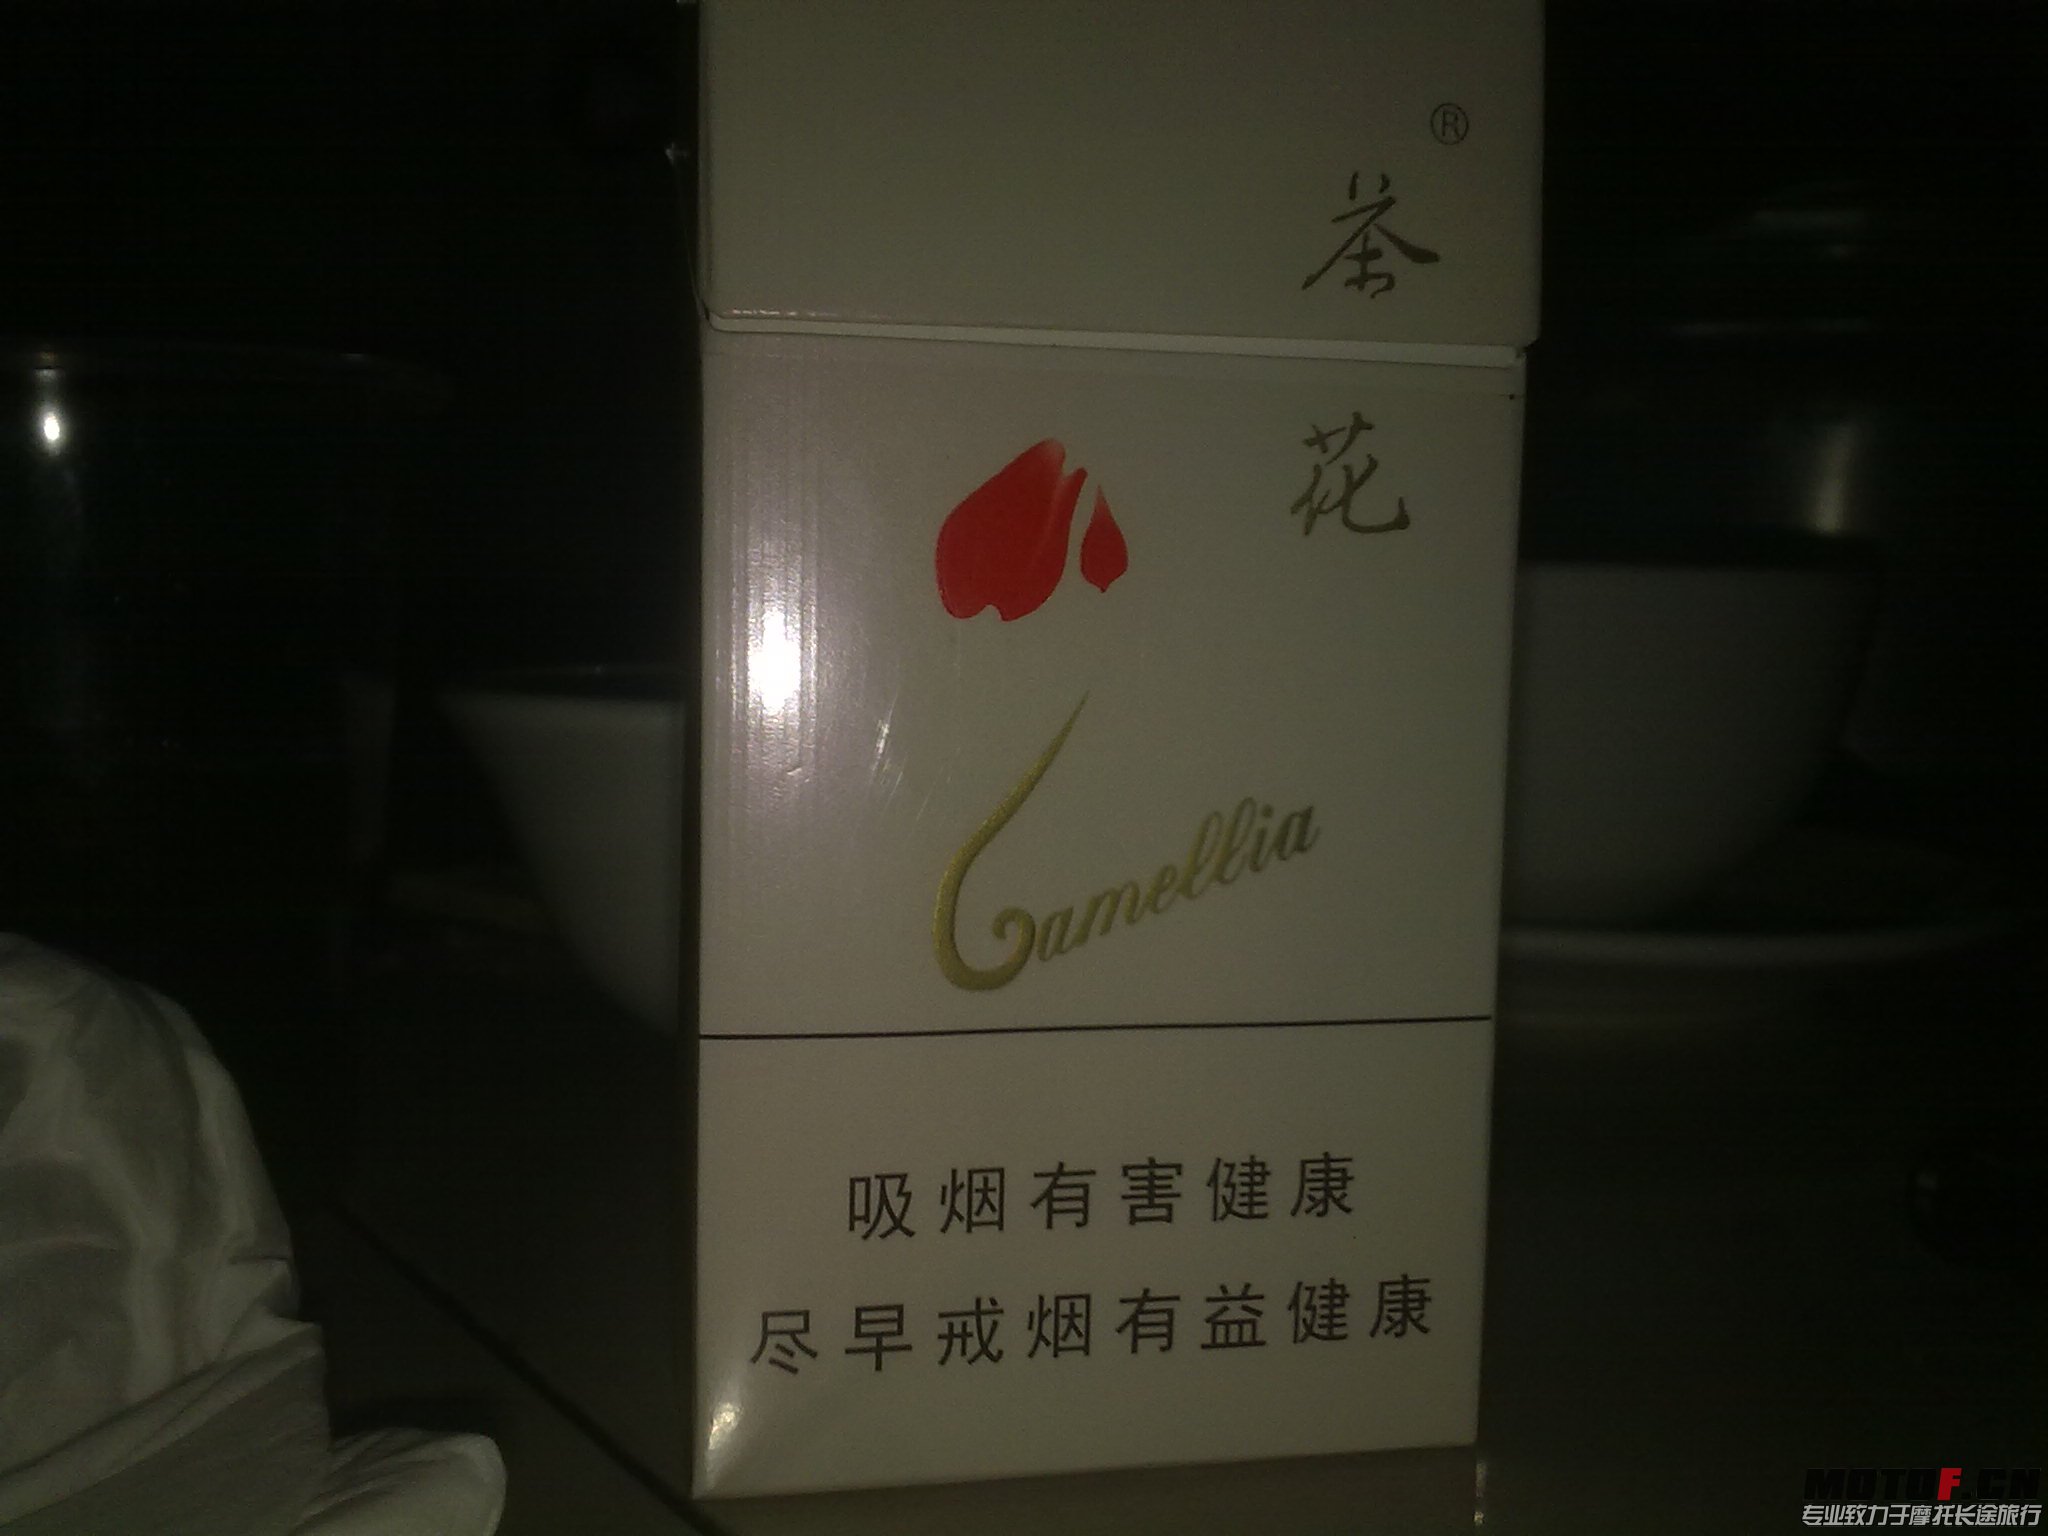 ®
茶
花
Camellia
吸烟有害健康
尽早戒烟有益健康
MOTOF.CN
专业致力于摩托长途旅行